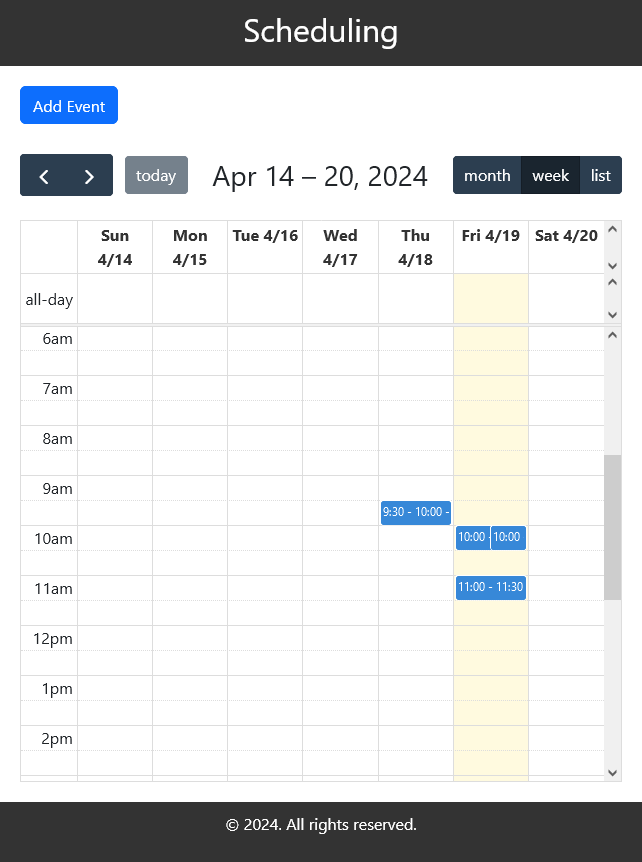 Scheduling
Add Event
today
Apr 14 – 20, 2024
month week list
Sun 4/14
Mon 4/15
Tue 4/16
Wed 4/17
Thu 4/18
Fri 4/19
Sat 4/20
all-day
6am
7am
8am
9am
9:30 - 10:00 -
10am
10:00 -
10:00
11am
11:00 - 11:30
12pm
1pm
2pm
© 2024. All rights reserved.